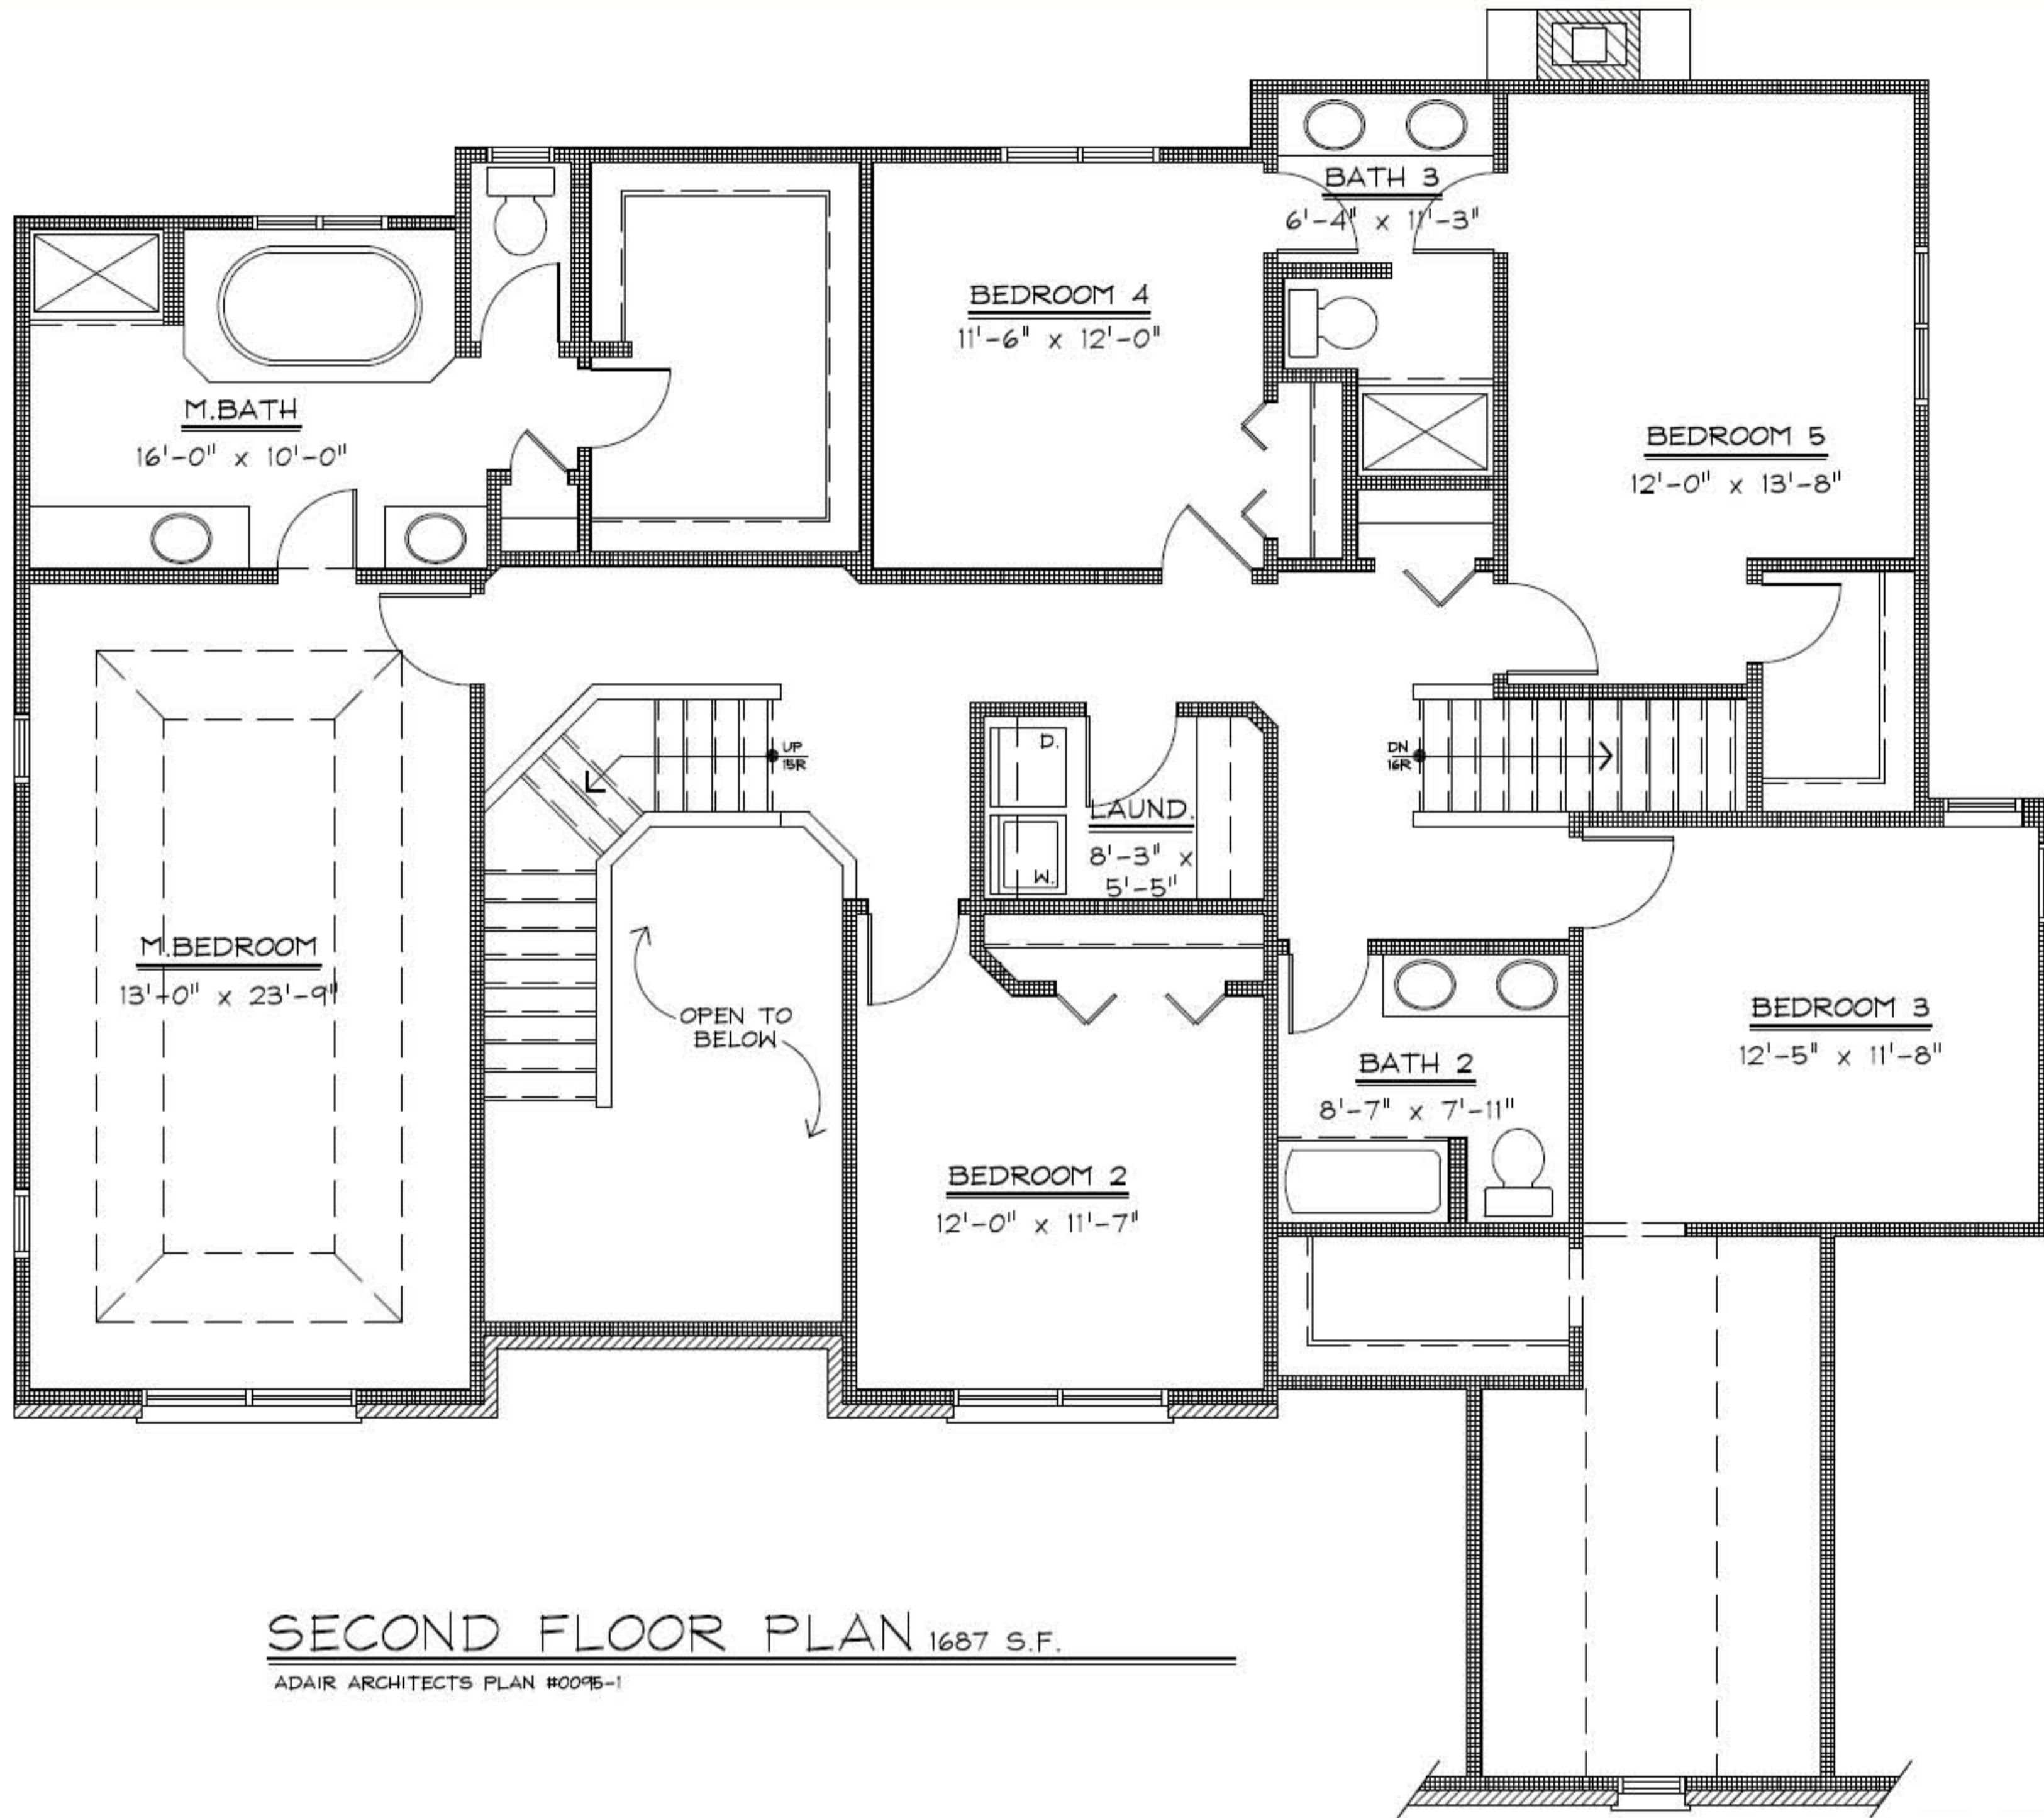 BATH 3
6'-4" x 11'-3"
BEDROOM 4
11'-6" x 12'-0"
M.BATH
16'-0" x 10'-0"
BEDROOM 5
12'-0" x 13'-8"
UP
15R
D.
DN
16R
LAUND.
8'-3" x
5'-5"
W.
M.BEDROOM
13'-0" x 23'-9"
OPEN TO
BELOW
BEDROOM 3
12'-5" x 11'-8"
BATH 2
8'-7" x 7'-11"
BEDROOM 2
12'-0" x 11'-7"
SECOND FLOOR PLAN 1687 S.F.
ADAIR ARCHITECTS PLAN #0095-1